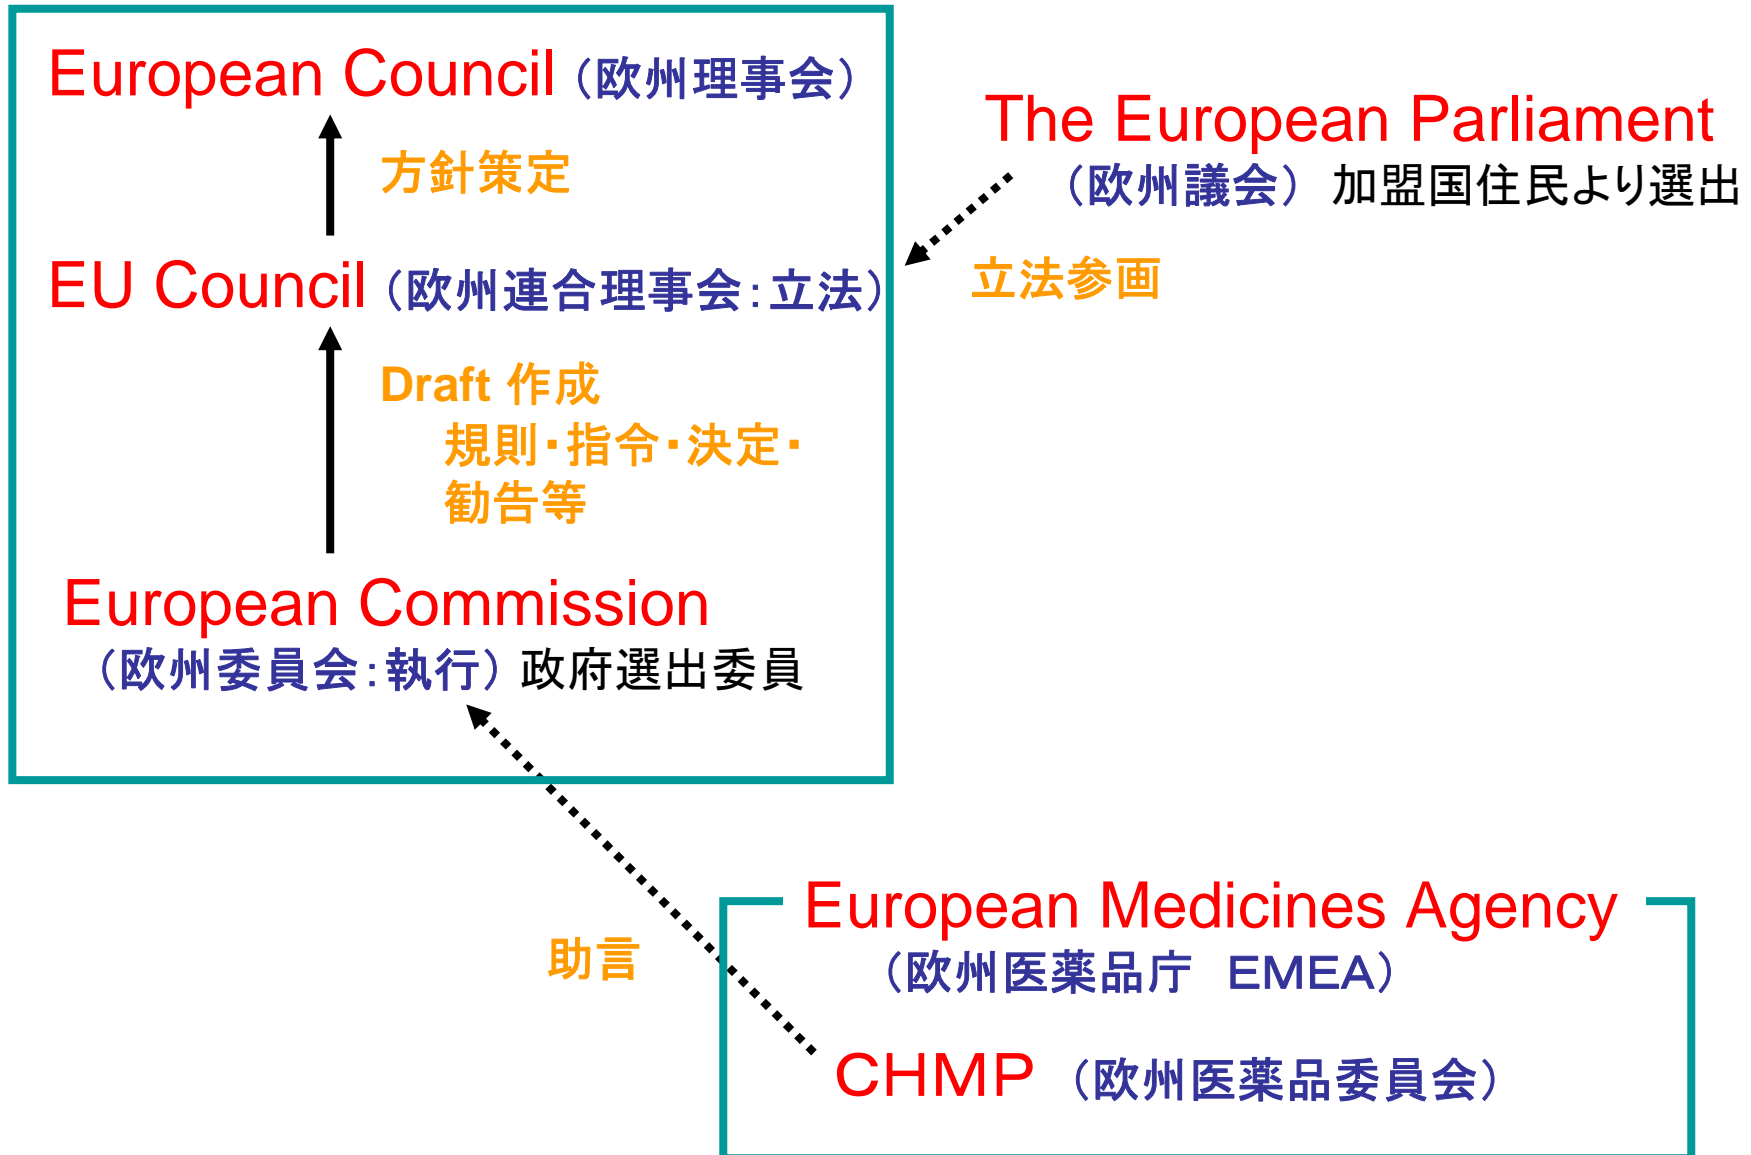 European Council（欧州理事会）
方針策定
EU Council（欧州連合理事会：立法）
Draft 作成
規則・指令・決定・
勧告等
European Commission
（欧州委員会：執行）政府選出委員
The European Parliament
（欧州議会） 加盟国住民より選出
立法参画
助言
European Medicines Agency
（欧州医薬品庁　EMEA）
CHMP （欧州医薬品委員会）